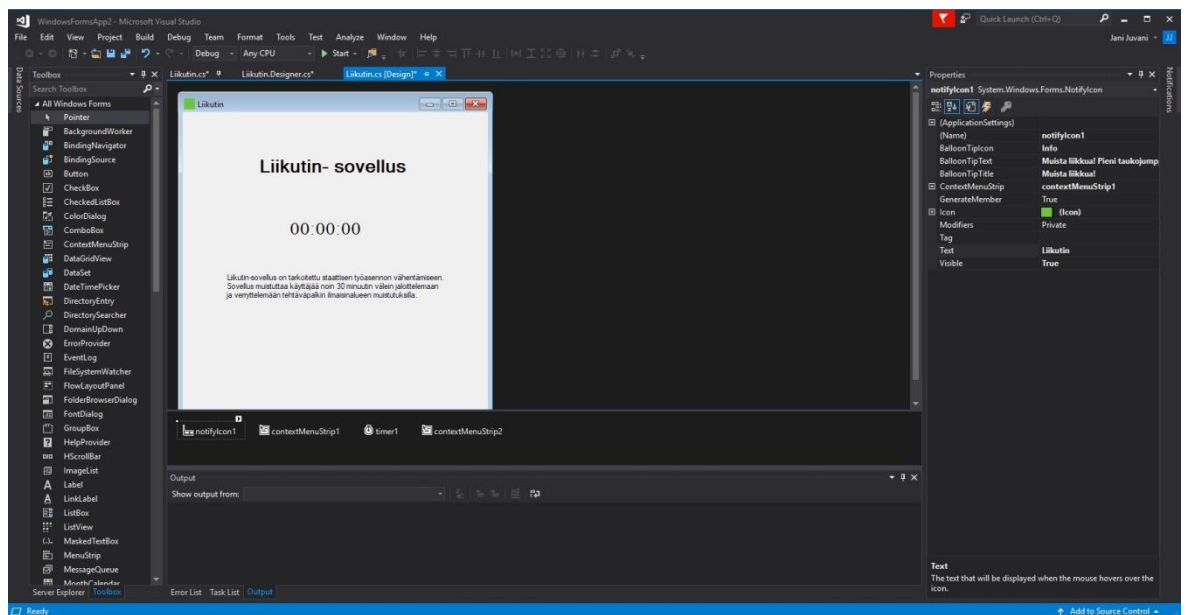 WindowsFormsApp2 - Microsoft Visual Studio
Quick Launch (Ctrl+Q)
File Edit View Project Build Debug Team Format Tools Test Analyze Window Help
Jani Juvani
JJ
Debug Any CPU Start
Data Sources
Toolbox
Search Toolbox
All Windows Forms
Pointer
BackgroundWorker
BindingNavigator
BindingSource
Button
CheckBox
CheckedListBox
ColorDialog
ComboBox
ContextMenuStrip
DataGridView
DataSet
DateTimePicker
DirectoryEntry
DirectorySearcher
DomainUpDown
ErrorProvider
EventLog
FileSystemWatcher
FlowLayoutPanel
FolderBrowserDialog
FontDialog
GroupBox
HelpProvider
HScrollBar
ImageList
Label
LinkLabel
ListBox
ListView
MaskedTextBox
MenuStrip
MessageQueue
MonthCalendar
Server Explorer Toolbox
Liikutin.cs* Liikutin.Designer.cs* Liikutin.cs [Design]*
Liikutin
Liikutin- sovellus
00:00:00
Liikutin-sovellus on tarkoitettu staattisen työasennon vähentämiseen.
Sovellus muistuttaa käyttäjää noin 30 minuutin välein jalottelemaan
ja verryttelemään tehtäväpalkin ilmaisinalueen muistutuksilla.
notifyIcon1 contextMenuStrip1 timer1 contextMenuStrip2
Output
Show output from:
Error List Task List Output
Properties
notifyIcon1 System.Windows.Forms.NotifyIcon
(ApplicationSettings)
(Name) notifyIcon1
BalloonTipIcon Info
BalloonTipText Muista liikkua! Pieni taukojump
BalloonTipTitle Muista liikkua!
ContextMenuStrip contextMenuStrip1
GenerateMember True
Icon (Icon)
Modifiers Private
Tag
Text Liikutin
Visible True
Text
The text that will be displayed when the mouse hovers over the
icon.
Notifications
Ready
Add to Source Control